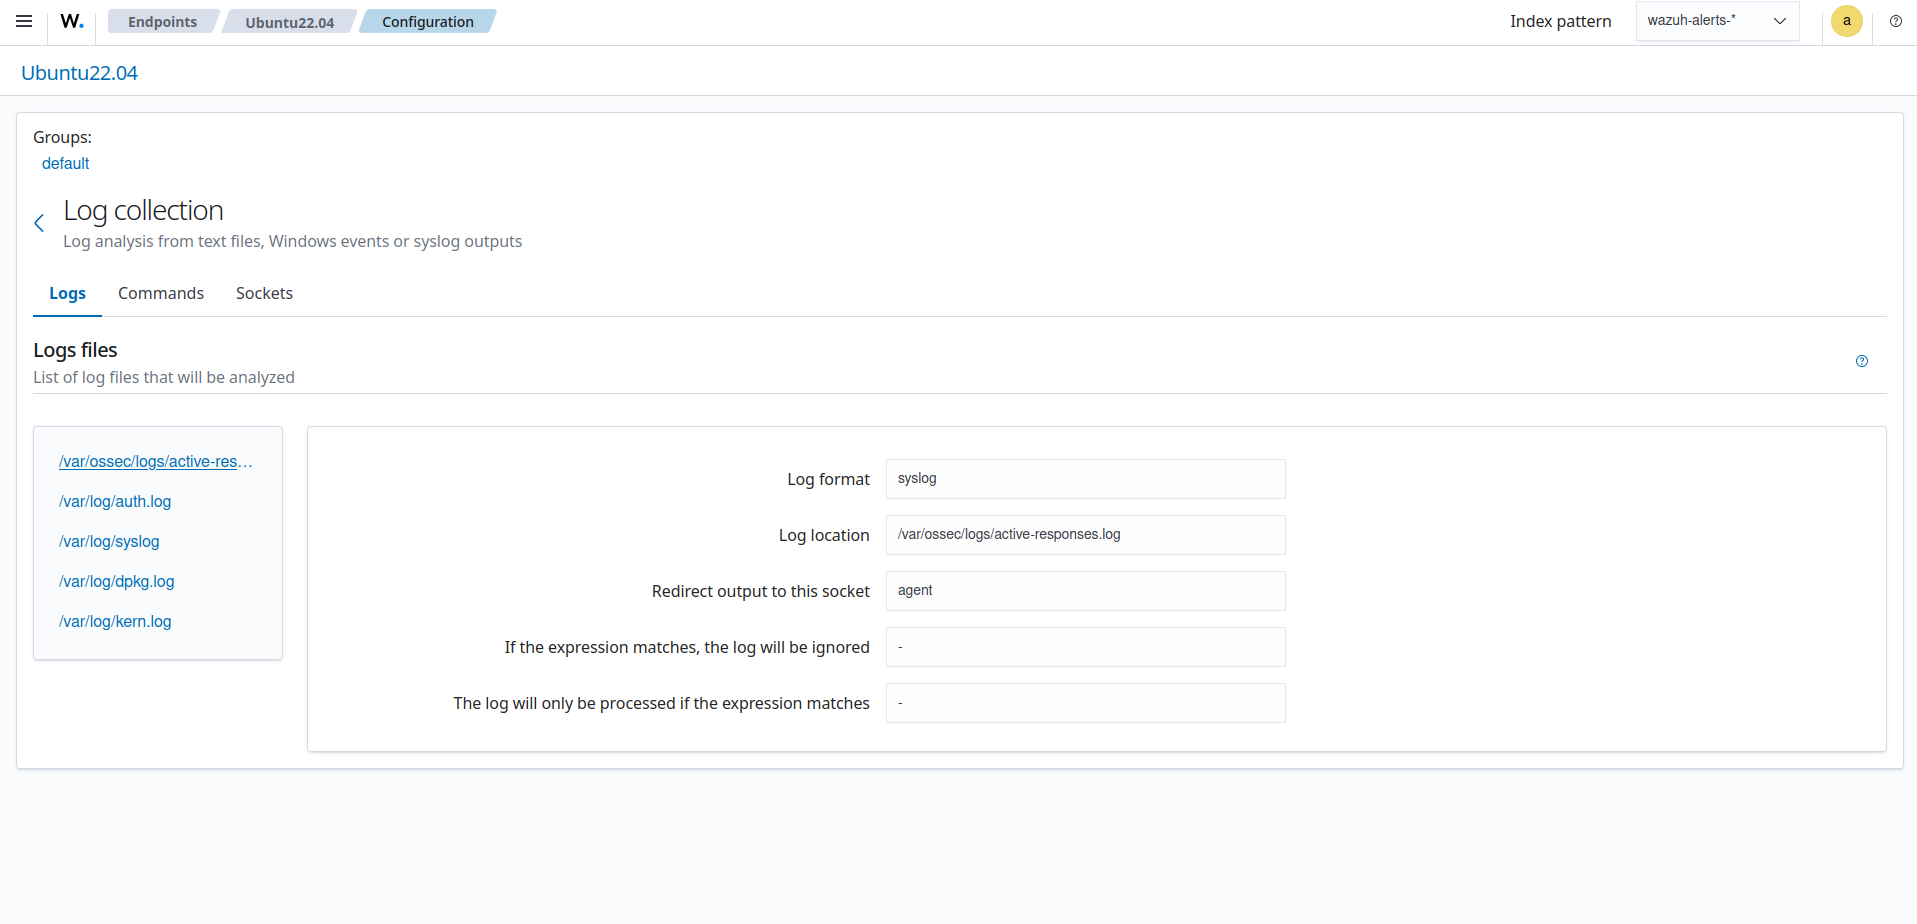 W.
Endpoints
Ubuntu22.04
Configuration
Index pattern
wazuh-alerts-*
a
Ubuntu22.04
Groups:
default
Log collection
Log analysis from text files, Windows events or syslog outputs
Logs
Commands
Sockets
Logs files
List of log files that will be analyzed
/var/ossec/logs/active-res…
/var/log/auth.log
/var/log/syslog
/var/log/dpkg.log
/var/log/kern.log
Log format
syslog
Log location
/var/ossec/logs/active-responses.log
Redirect output to this socket
agent
If the expression matches, the log will be ignored
-
The log will only be processed if the expression matches
-